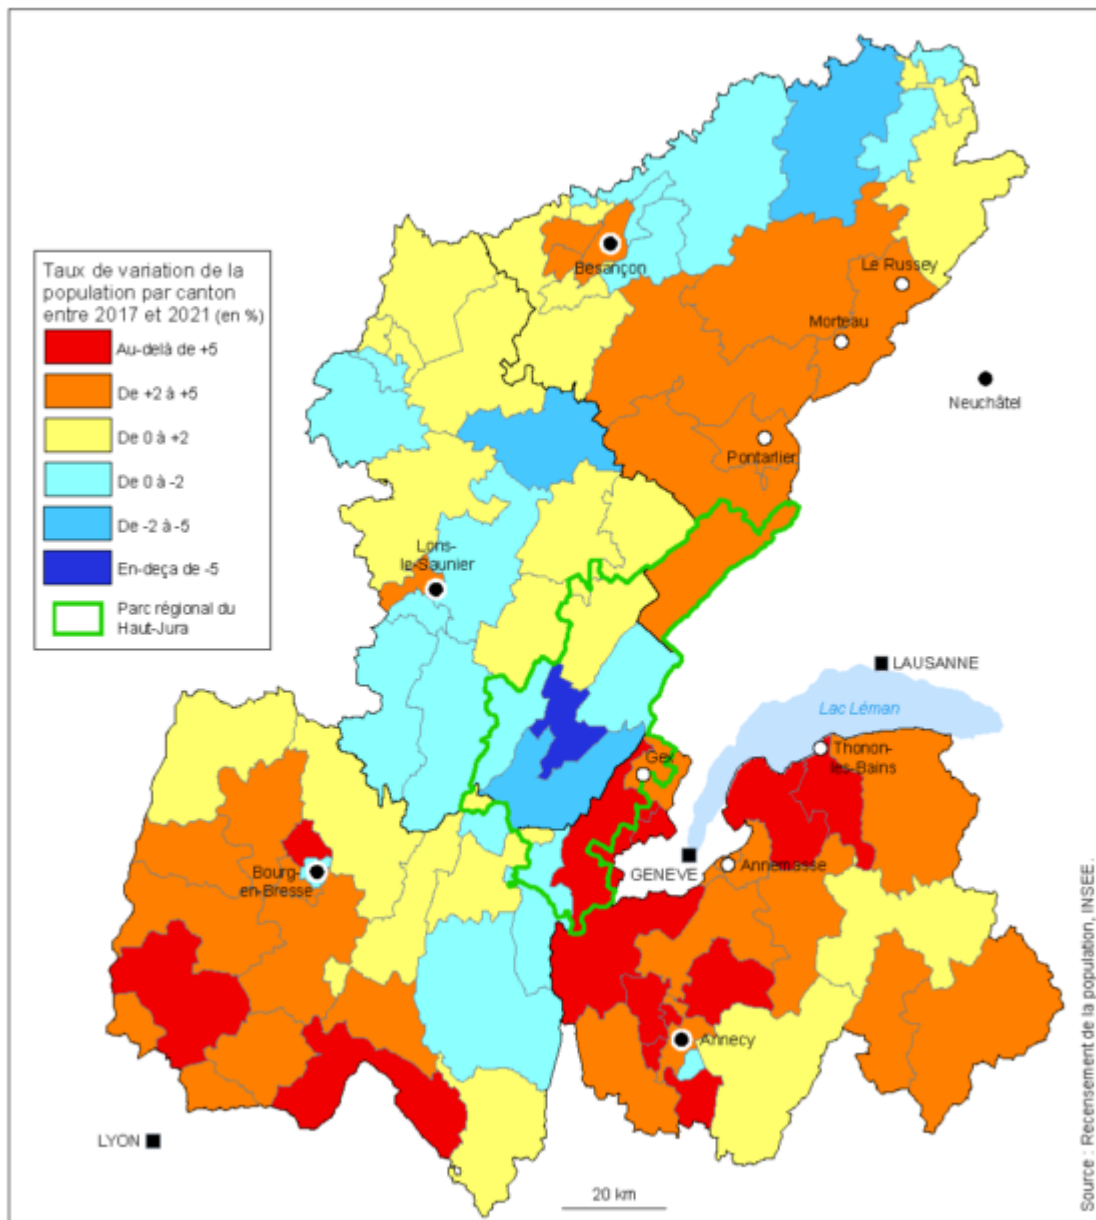 Taux de variation de la
population par canton
entre 2017 et 2021 (en %)
Au-delà de +5
De +2 à +5
De 0 à +2
De 0 à -2
De -2 à -5
En-deça de -5
Parc régional du
Haut-Jura
Besançon
Le Russey
Morteau
Neuchâtel
Pontarlier
Lons-
le-Saunier
LAUSANNE
Lac Léman
Thonon-
les-Bains
Gex
GENEVE
Annemasse
Bourg-
en-Bresse
Annecy
LYON
20 km
Source : Recensement de la population, INSEE.